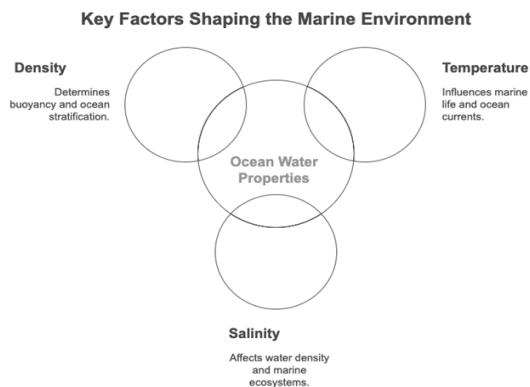 Key Factors Shaping the Marine Environment
Density
Determines
buoyancy and ocean
stratification.
Temperature
Influences marine
life and ocean
currents.
Ocean Water
Properties
Salinity
Affects water density
and marine
ecosystems.